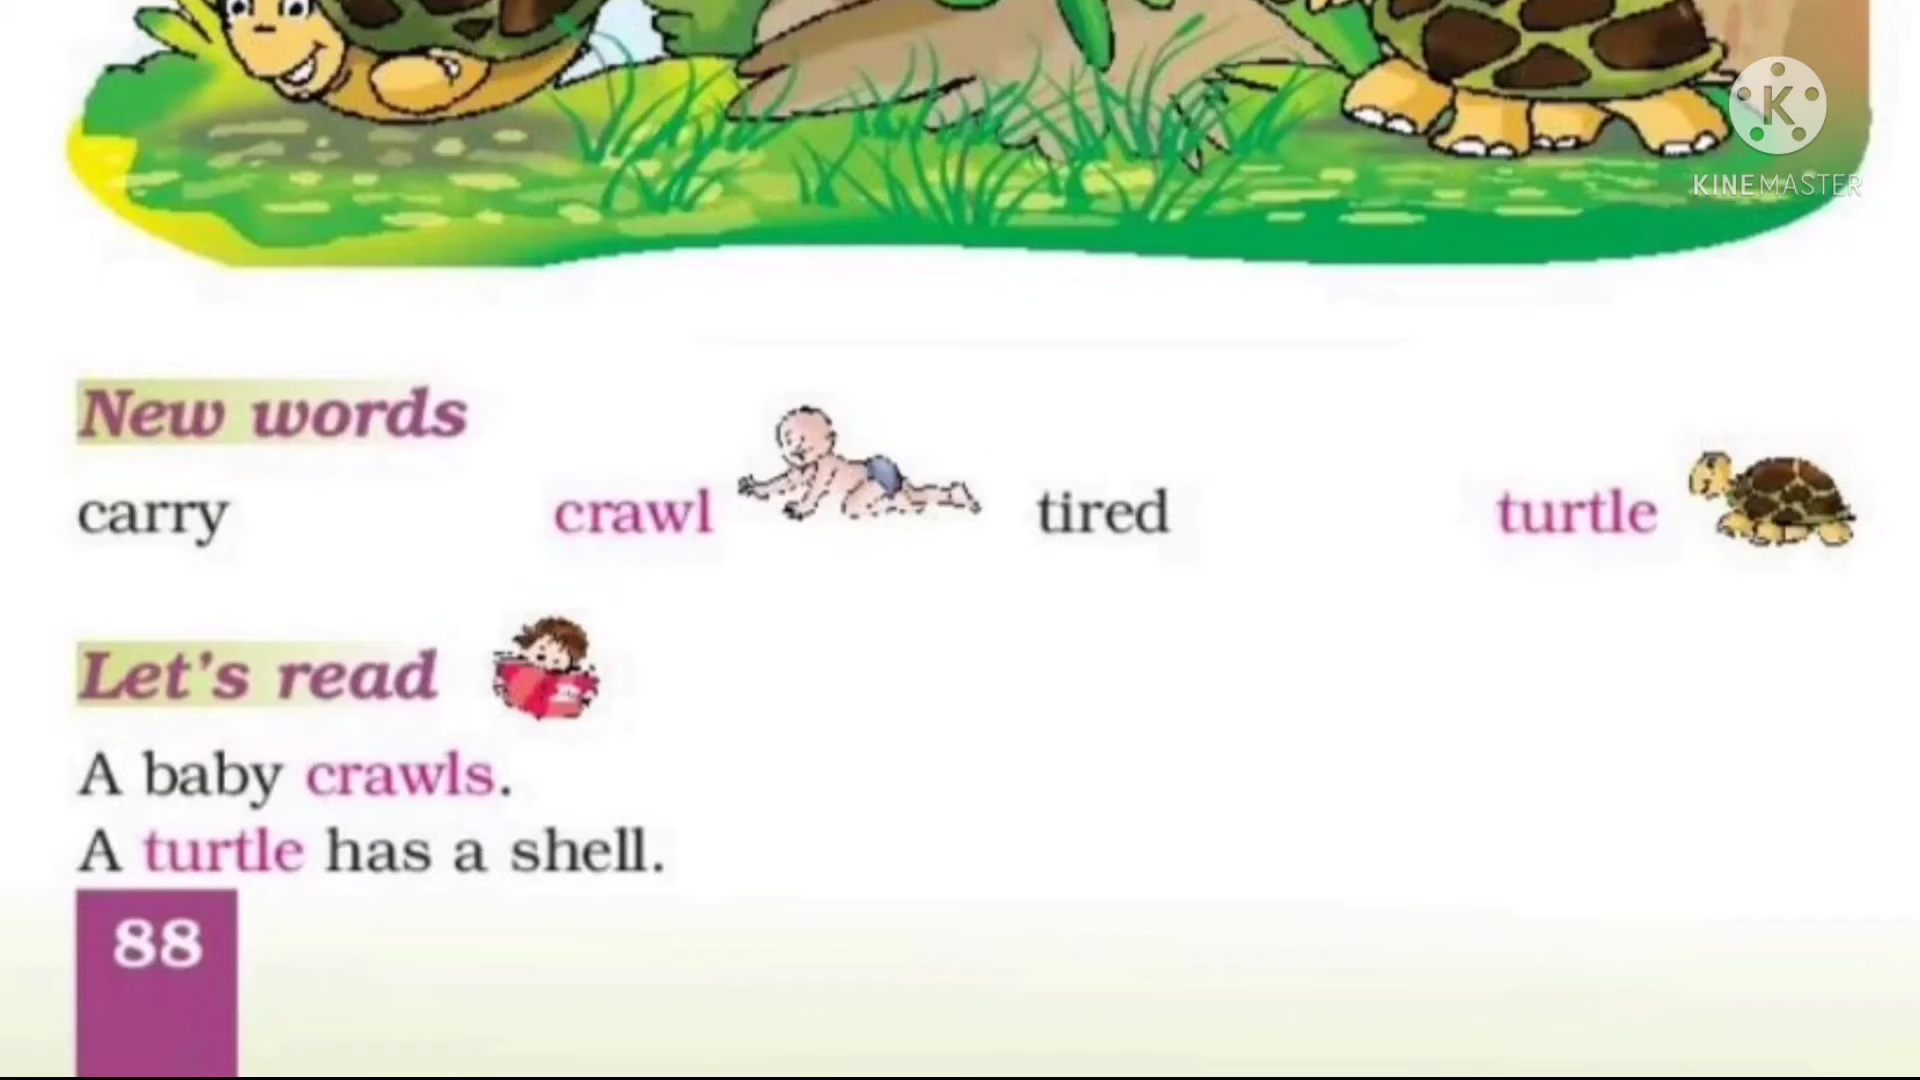 K
KINEMASTER
New words
carry crawl tired turtle
Let's read
A baby crawls.
A turtle has a shell.
88